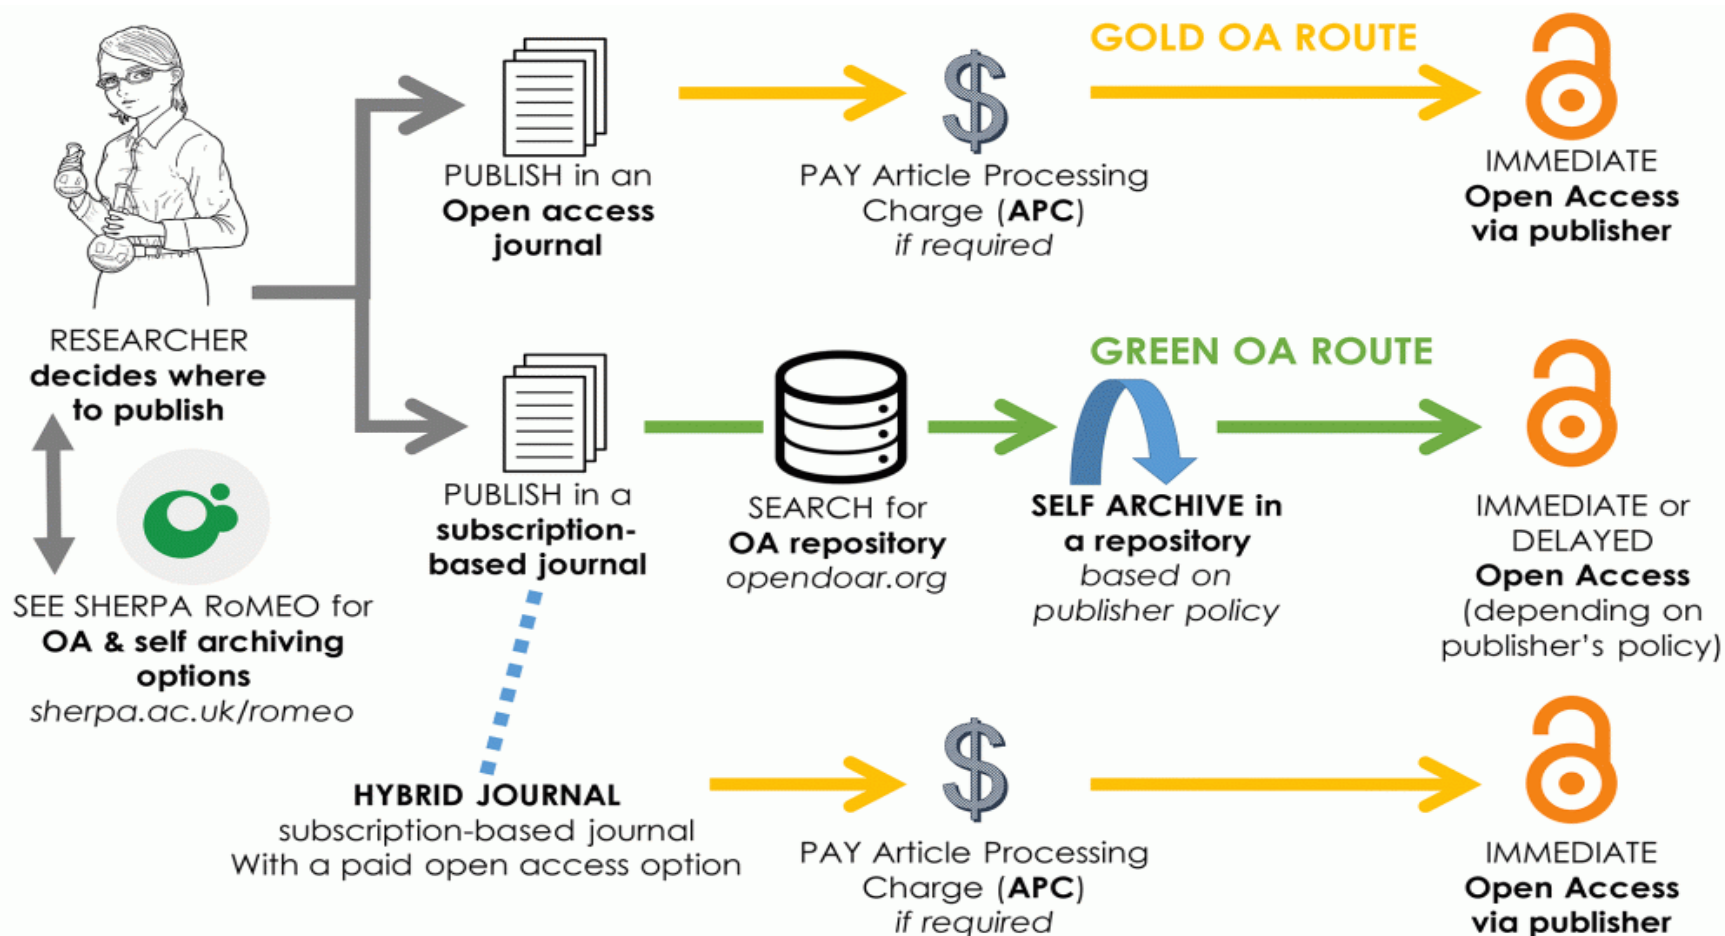 GOLD OA ROUTE
PUBLISH in an
Open access
journal
PAY Article Processing
Charge (APC)
if required
IMMEDIATE
Open Access
via publisher
RESEARCHER
decides where
to publish
SEE SHERPA RoMEO for
OA & self archiving
options
sherpa.ac.uk/romeo
GREEN OA ROUTE
PUBLISH in a
subscription-
based journal
SEARCH for
OA repository
opendoar.org
SELF ARCHIVE in
a repository
based on
publisher policy
IMMEDIATE or
DELAYED
Open Access
(depending on
publisher's policy)
HYBRID JOURNAL
subscription-based journal
With a paid open access option
PAY Article Processing
Charge (APC)
if required
IMMEDIATE
Open Access
via publisher